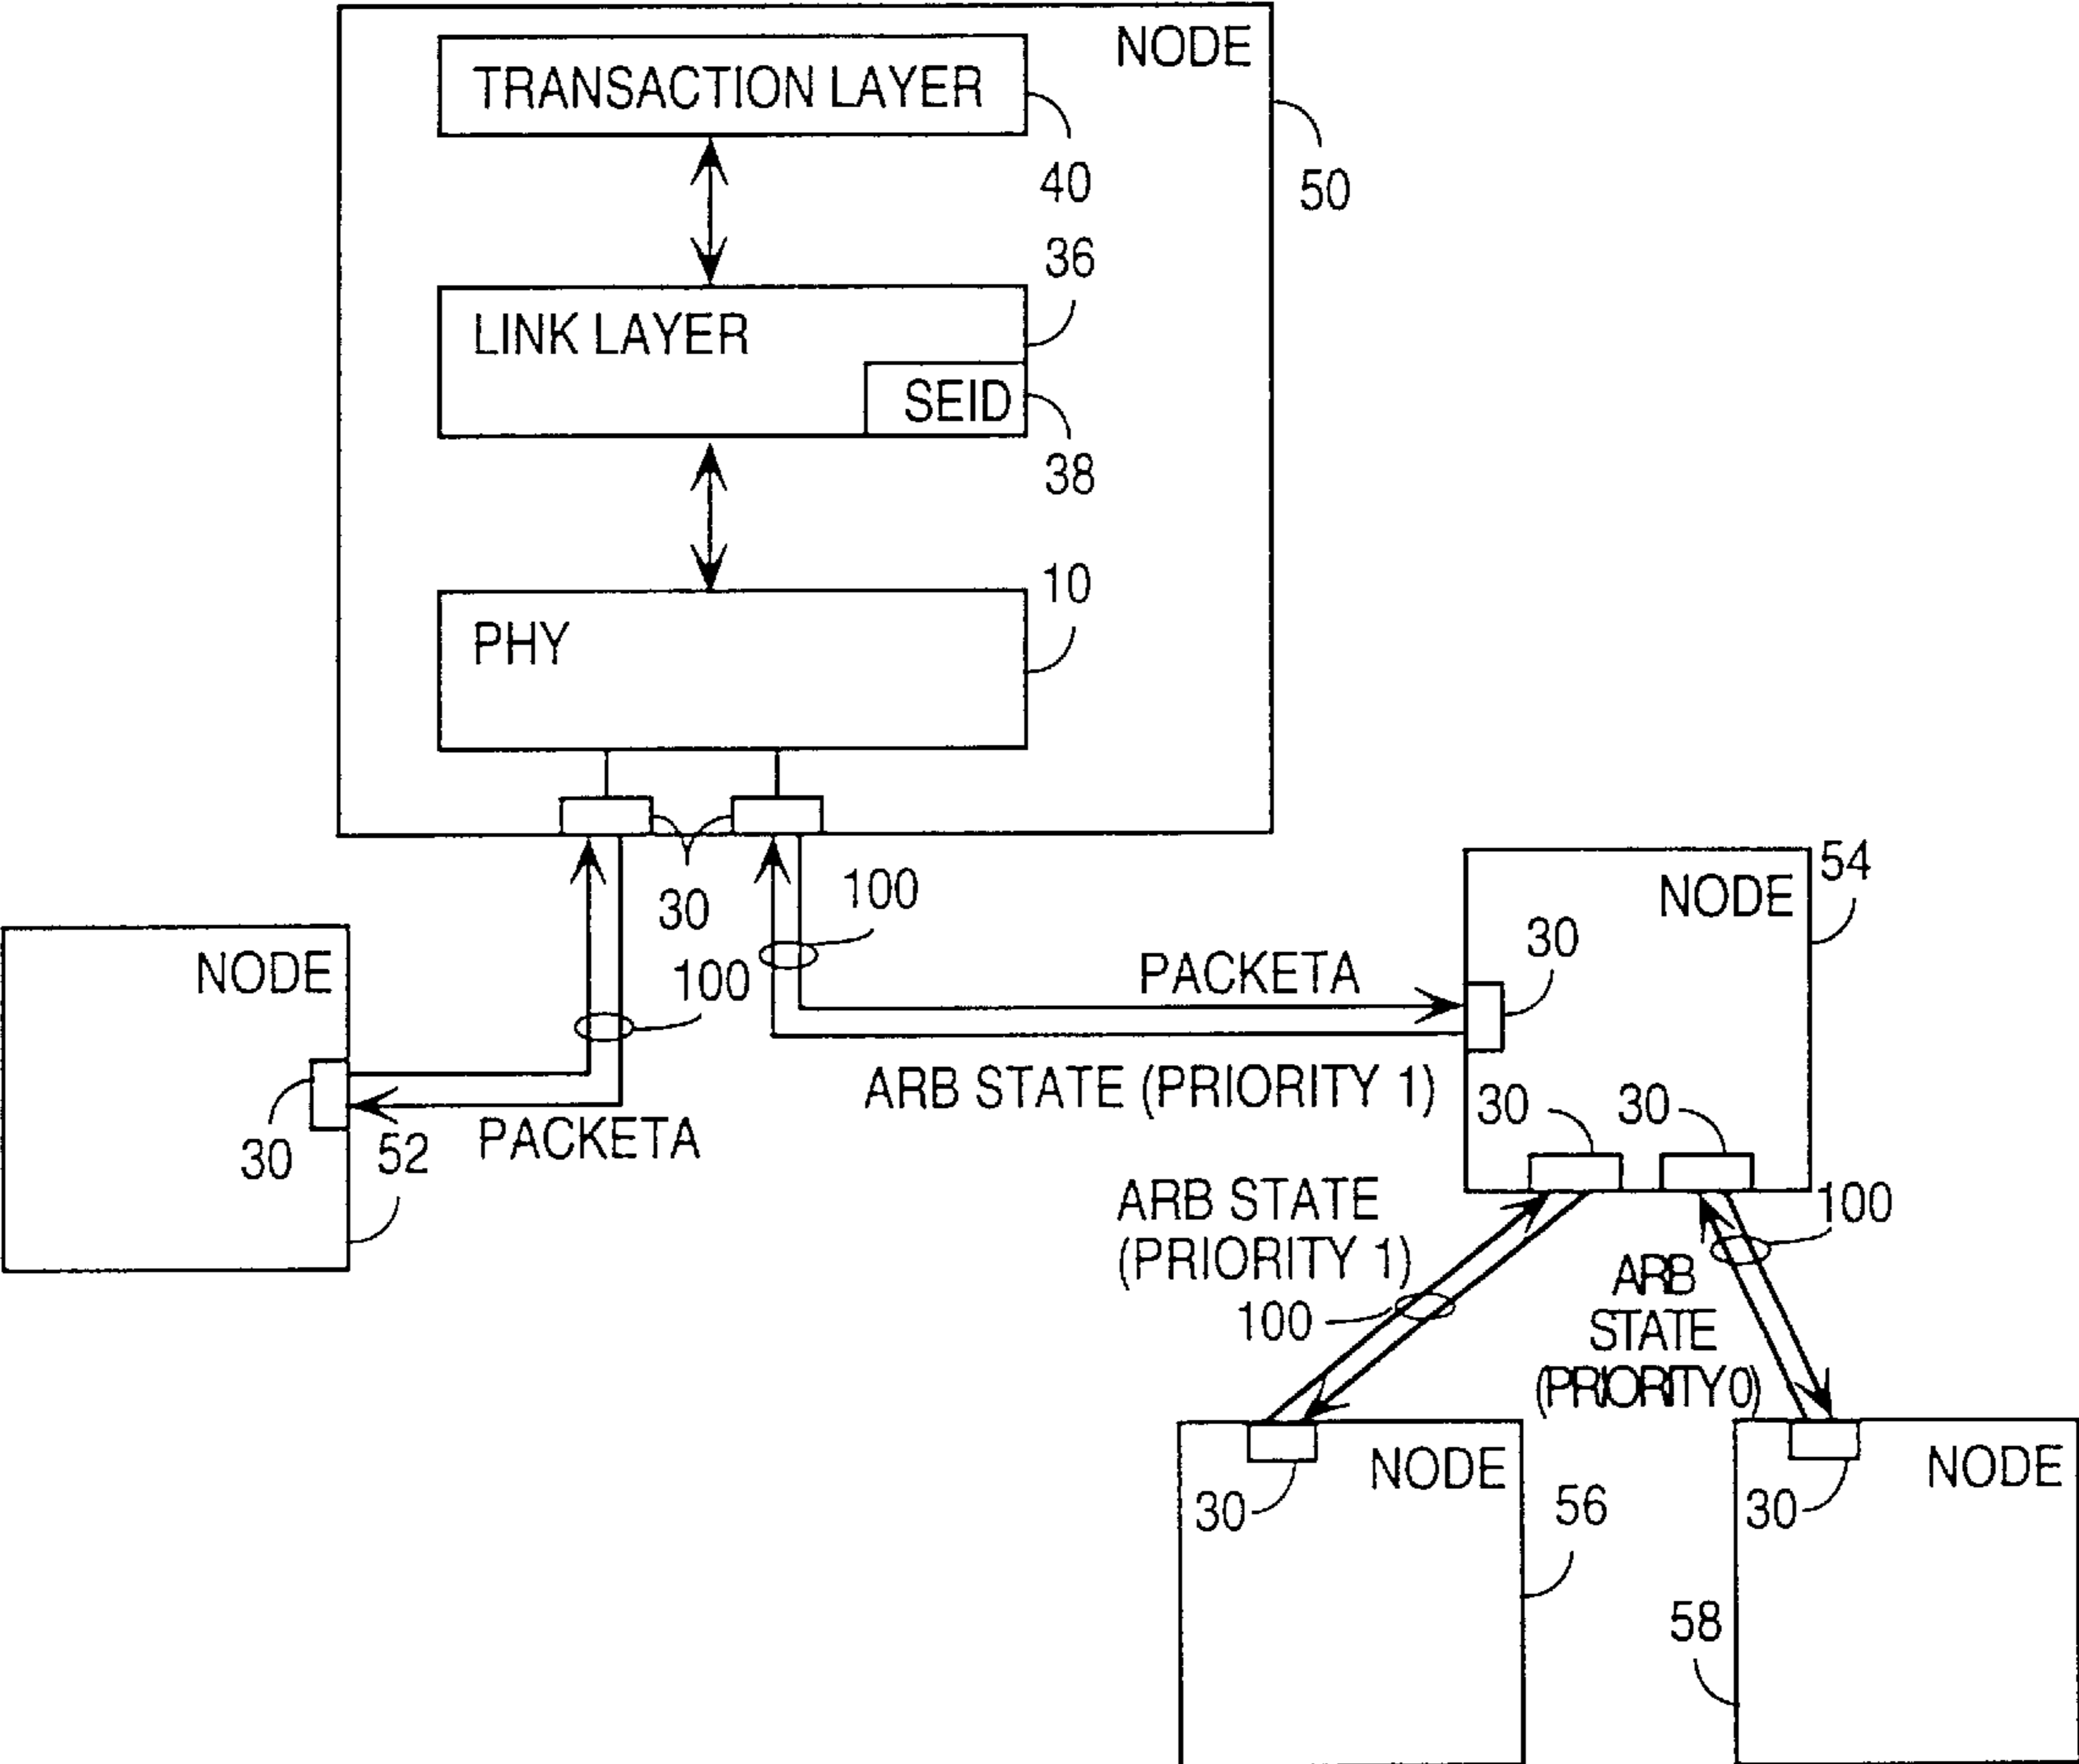 NODE
TRANSACTION LAYER
40
50
36
LINK LAYER
SEID
38
10
PHY
30
100
54
NODE
30
NODE
100
PACKETA
ARB STATE (PRIORITY 1)
30
30
30
52
PACKETA
ARB STATE
(PRIORITY 1)
100
100
ARB
STATE
(PRIORITY 0)
NODE
30
56
NODE
30
58